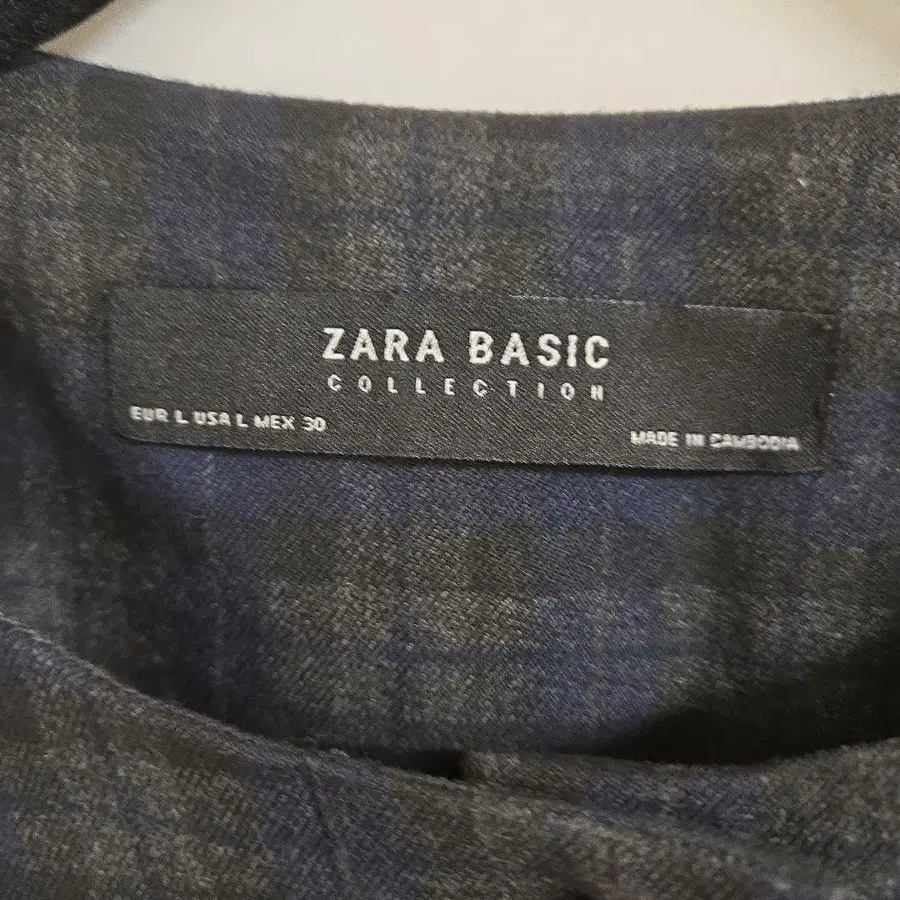 ZARA BASIC
COLLECTION
EUR L USA L MEX 30
MADE IN CAMBODIA